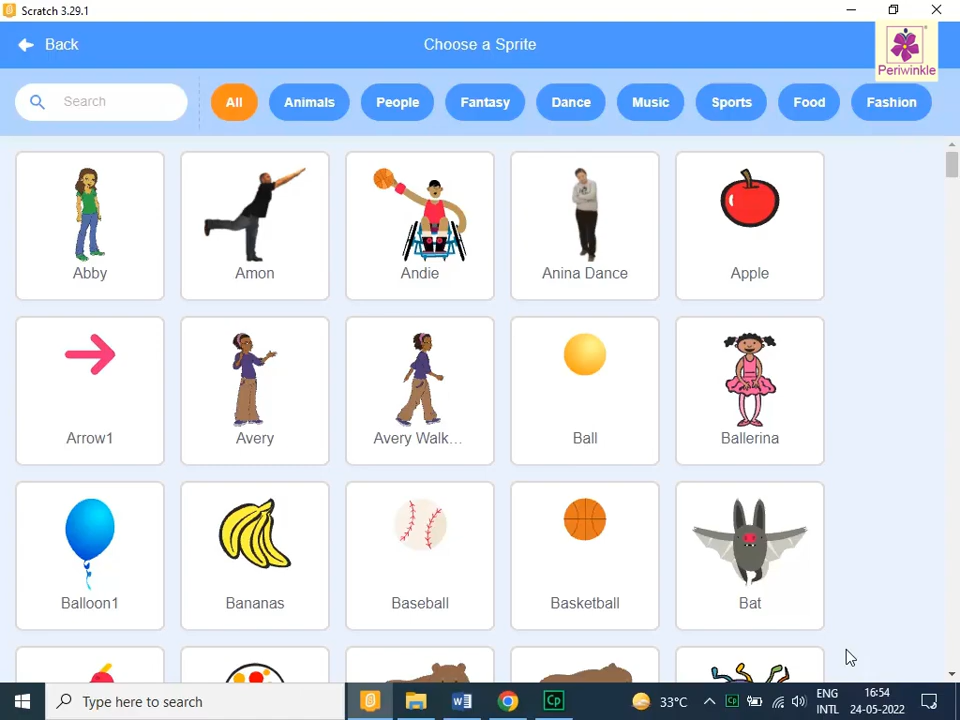 Scratch 3.29.1
Back
Choose a Sprite
Periwinkle
Search
All
Animals
People
Fantasy
Dance
Music
Sports
Food
Fashion
Abby
Amon
Andie
Anina Dance
Apple
Arrow1
Avery
Avery Walk...
Ball
Ballerina
Balloon1
Bananas
Baseball
Basketball
Bat
Type here to search
W
Cp
33°C
Cp
ENG
INTL
16:54
24-05-2022